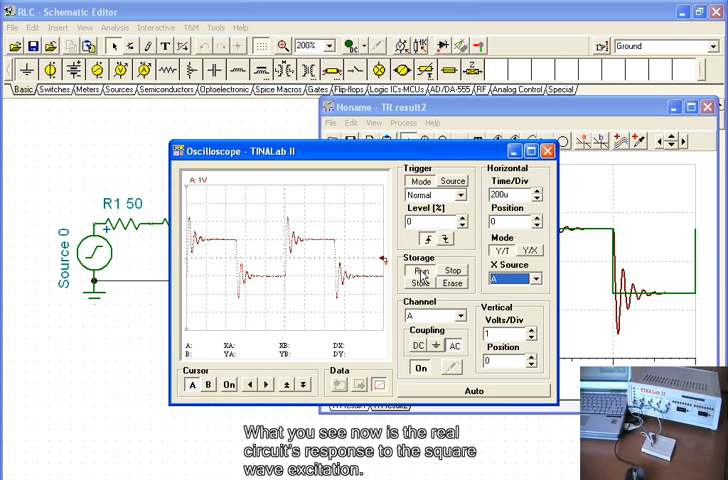 RLC - Schematic Editor
File Edit Insert View Analysis Interactive T&M Tools Help
200%
DC
Ground
Basic Switches Meters Sources Semiconductors Optoelectronic Spice Macros Gates Flip-flops Logic ICs-MCUs AD/DA-555 RF Analog Control Special
Noname - TR result2
File Edit View Process Help
Oscilloscope - TINALab II
A: 1V
Trigger
Mode Source
Normal
Level [%]
0
Storage
Run Stop
Store Erase
Channel
A
Coupling
DC AC
On
Horizontal
Time/Div
200u
Position
0
Mode
Y/T Y/X
X Source
A
Vertical
Volts/Div
1
Position
0
Auto
A: XA: XB: DX:
B: YA: YB: DY:
Cursor
A B On
Data
R1 50
+
Source 0
TINALab II
What you see now is the real
circuit's response to the square
wave excitation.